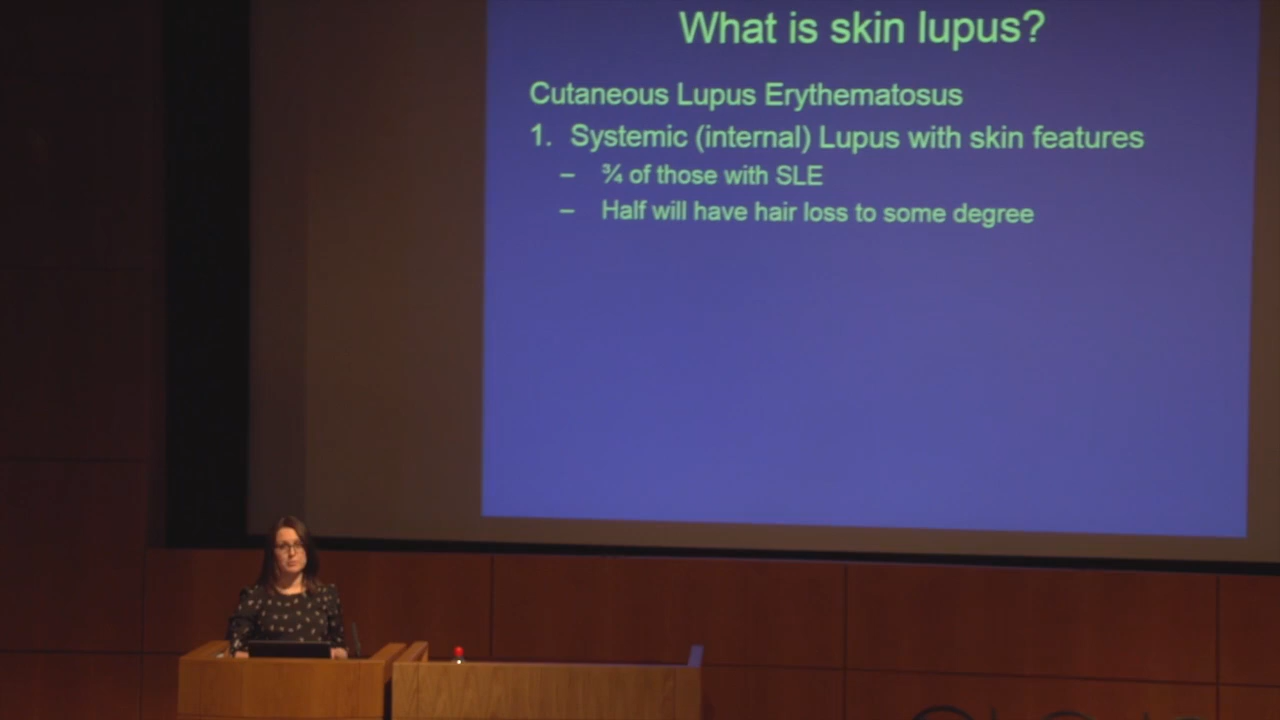 What is skin lupus?
Cutaneous Lupus Erythematosus
1. Systemic (internal) Lupus with skin features
– ¾ of those with SLE
– Half will have hair loss to some degree